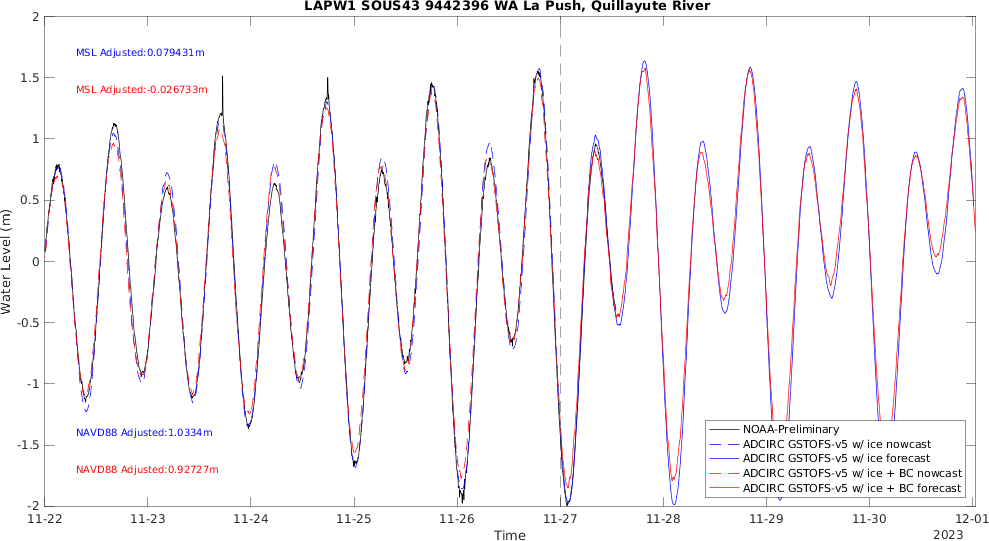 LAPW1 SOUS43 9442396 WA La Push, Quillayute River
2
1.5
1
0.5
0
-0.5
-1
-1.5
-2
Water Level (m)
MSL Adjusted:0.079431m
MSL Adjusted:-0.026733m
NAVD88 Adjusted:1.0334m
NAVD88 Adjusted:0.92727m
NOAA-Preliminary
ADCIRC GSTOFS-v5 w/ ice nowcast
ADCIRC GSTOFS-v5 w/ ice forecast
ADCIRC GSTOFS-v5 w/ ice + BC nowcast
ADCIRC GSTOFS-v5 w/ ice + BC forecast
11-22 11-23 11-24 11-25 11-26 11-27 11-28 11-29 11-30 12-01
Time
2023